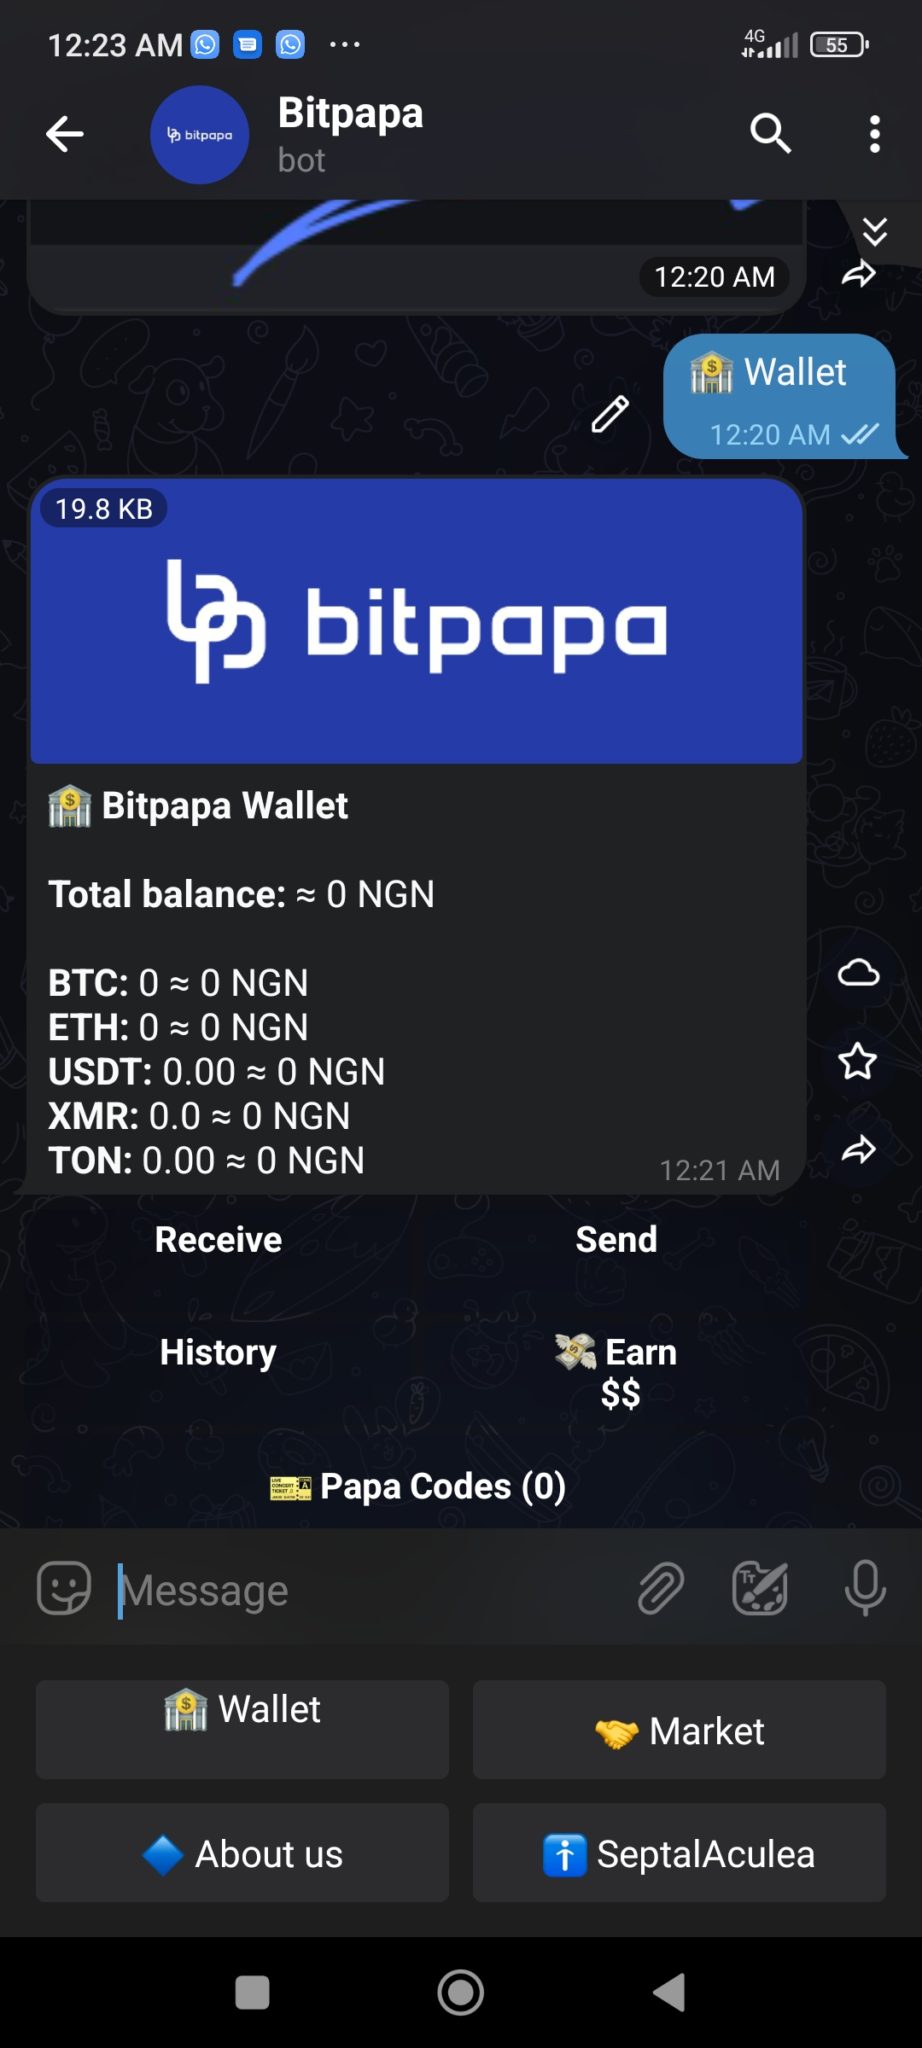 12:23 AM
4G
55
bitpapa
Bitpapa
bot
12:20 AM
Wallet
12:20 AM
19.8 KB
bitpapa
Bitpapa Wallet
Total balance: ≈ 0 NGN
BTC: 0 ≈ 0 NGN
ETH: 0 ≈ 0 NGN
USDT: 0.00 ≈ 0 NGN
XMR: 0.0 ≈ 0 NGN
TON: 0.00 ≈ 0 NGN
12:21 AM
Receive
Send
History
Earn
$$
Papa Codes (0)
Message
Wallet
Market
About us
SeptalAculea